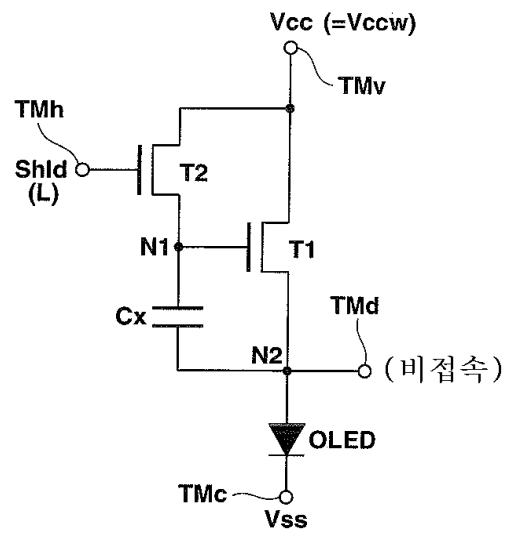 Vcc (=Vccw)
TMv
TMh
Shld
(L)
T2
N1
T1
Cx
TMd
N2
(비접속)
OLED
TMc
Vss